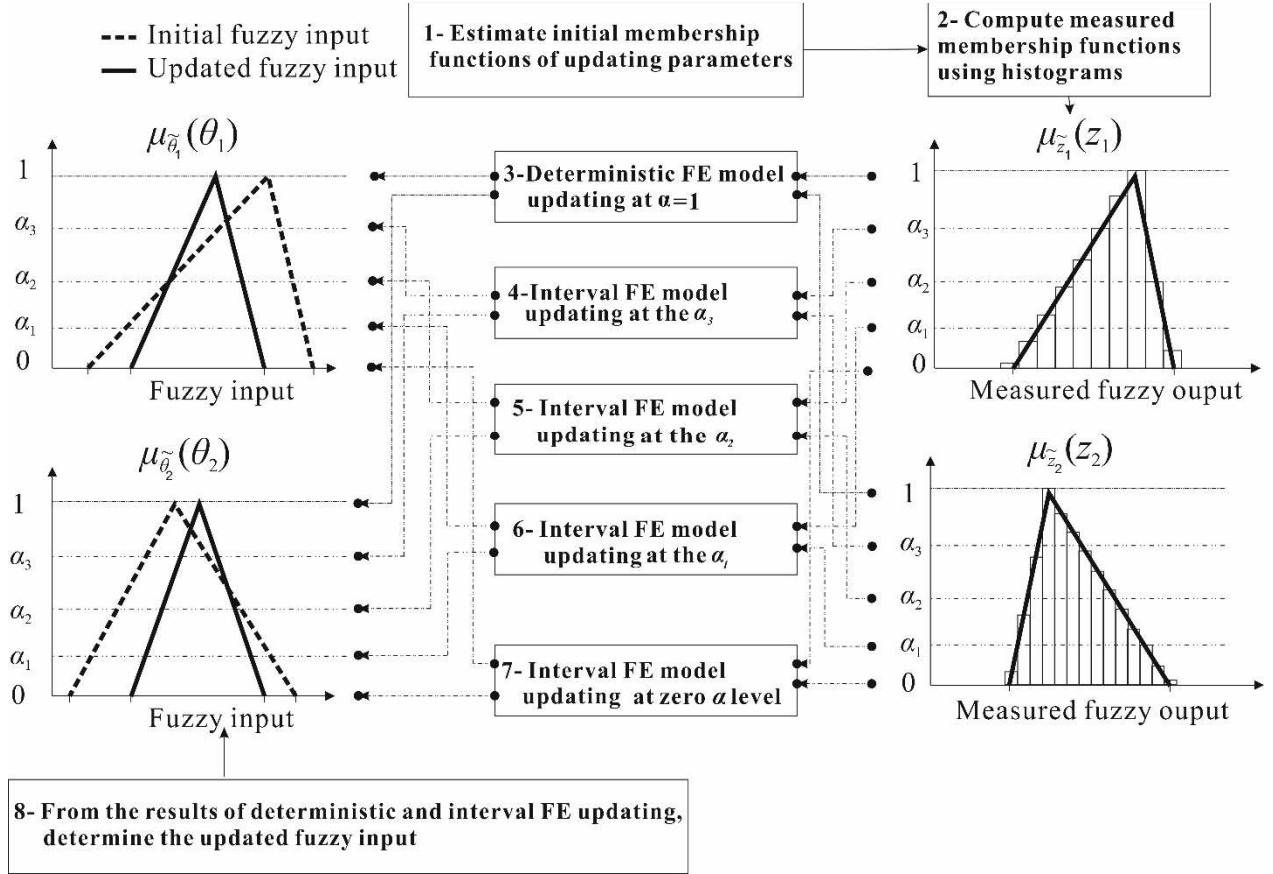 Initial fuzzy input
Updated fuzzy input
1- Estimate initial membership
functions of updating parameters
2- Compute measured
membership functions
using histograms
μ_θ̃₁(θ₁)
1
α₃
α₂
α₁
0
Fuzzy input
3-Deterministic FE model
updating at α=1
4-Interval FE model
updating at the α₃
5- Interval FE model
updating at the α₂
6- Interval FE model
updating at the α₁
7- Interval FE model
updating at zero α level
μ_z̃₁(z₁)
1
α₃
α₂
α₁
0
Measured fuzzy ouput
μ_θ̃₂(θ₂)
1
α₃
α₂
α₁
0
Fuzzy input
μ_z̃₂(z₂)
1
α₃
α₂
α₁
0
Measured fuzzy ouput
8- From the results of deterministic and interval FE updating,
determine the updated fuzzy input